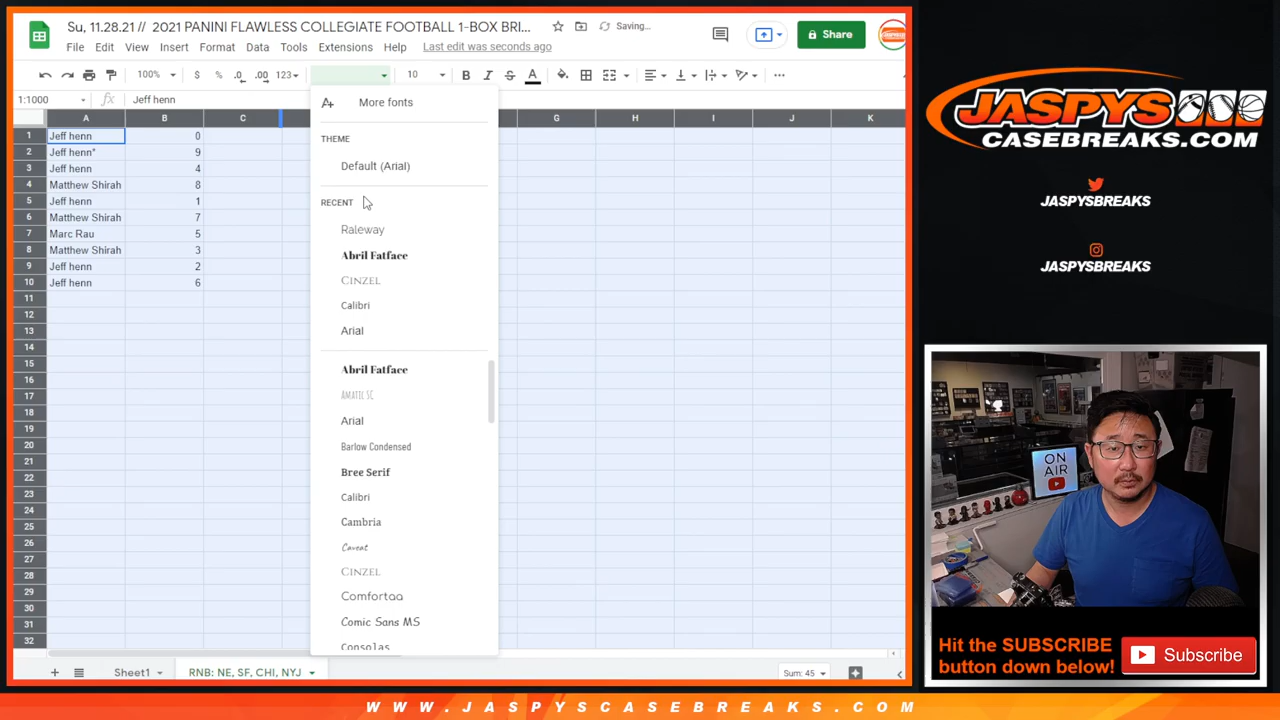 Su, 11.28.21 // 2021 PANINI FLAWLESS COLLEGIATE FOOTBALL 1-BOX BRI...
Saving...
File Edit View Insert Format Data Tools Extensions Help Last edit was seconds ago
Share
100% $ % .0 .00 123 10 B I S A
1:1000 fx Jeff henn
A B C G H I J K
1 Jeff henn 0
2 Jeff henn* 9
3 Jeff henn 4
4 Matthew Shirah 8
5 Jeff henn 1
6 Matthew Shirah 7
7 Marc Rau 5
8 Matthew Shirah 3
9 Jeff henn 2
10 Jeff henn 6
11
12
13
14
15
16
17
18
19
20
21
22
23
24
25
26
27
28
29
30
31
32
More fonts
THEME
Default (Arial)
RECENT
Raleway
Abril Fatface
CINZEL
Calibri
Arial
Abril Fatface
AMATIC SC
Arial
Barlow Condensed
Bree Serif
Calibri
Cambria
Caveat
CINZEL
Comfortaa
Comic Sans MS
Consolas
Sheet1 RNB: NE, SF, CHI, NYJ Sum: 45
JASPYS
CASEBREAKS.COM
JASPYSBREAKS
JASPYSBREAKS
ON
AIR
Hit the SUBSCRIBE
button down below!
Subscribe
WWW.JASPYSCASEBREAKS.COM